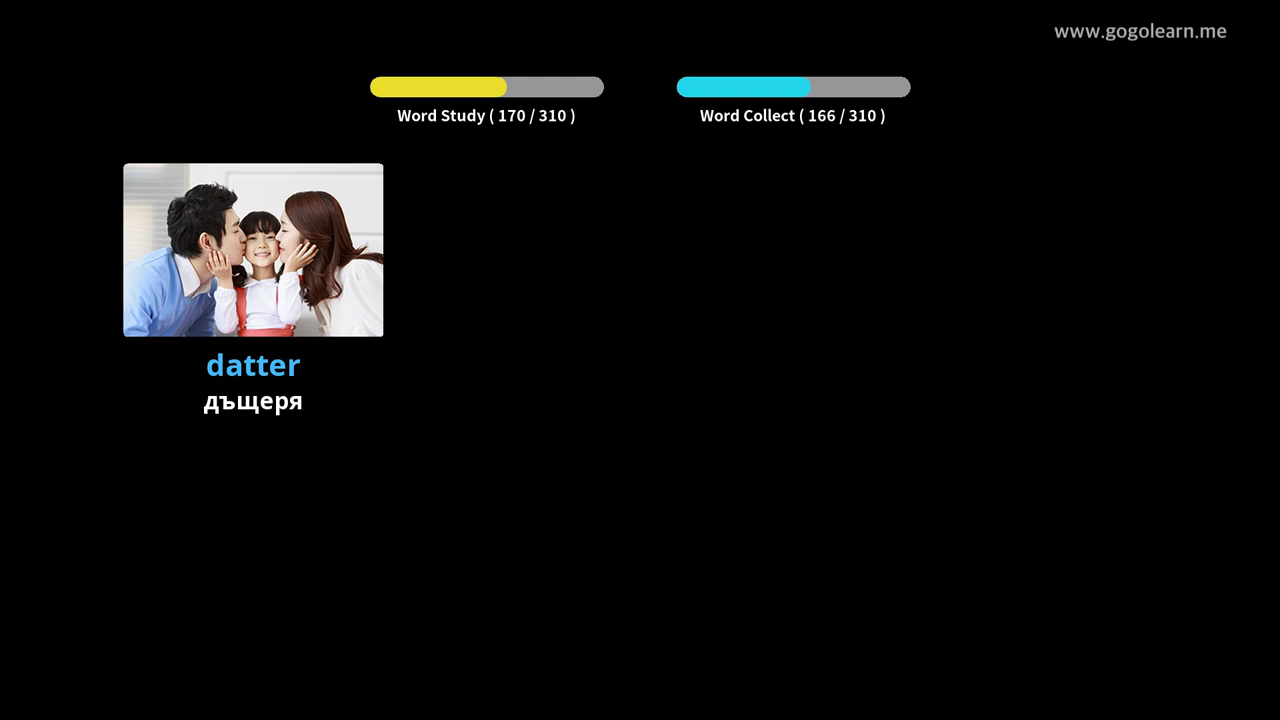 www.gogolearn.me
Word Study ( 170 / 310 )
Word Collect ( 166 / 310 )
datter
дъщеря